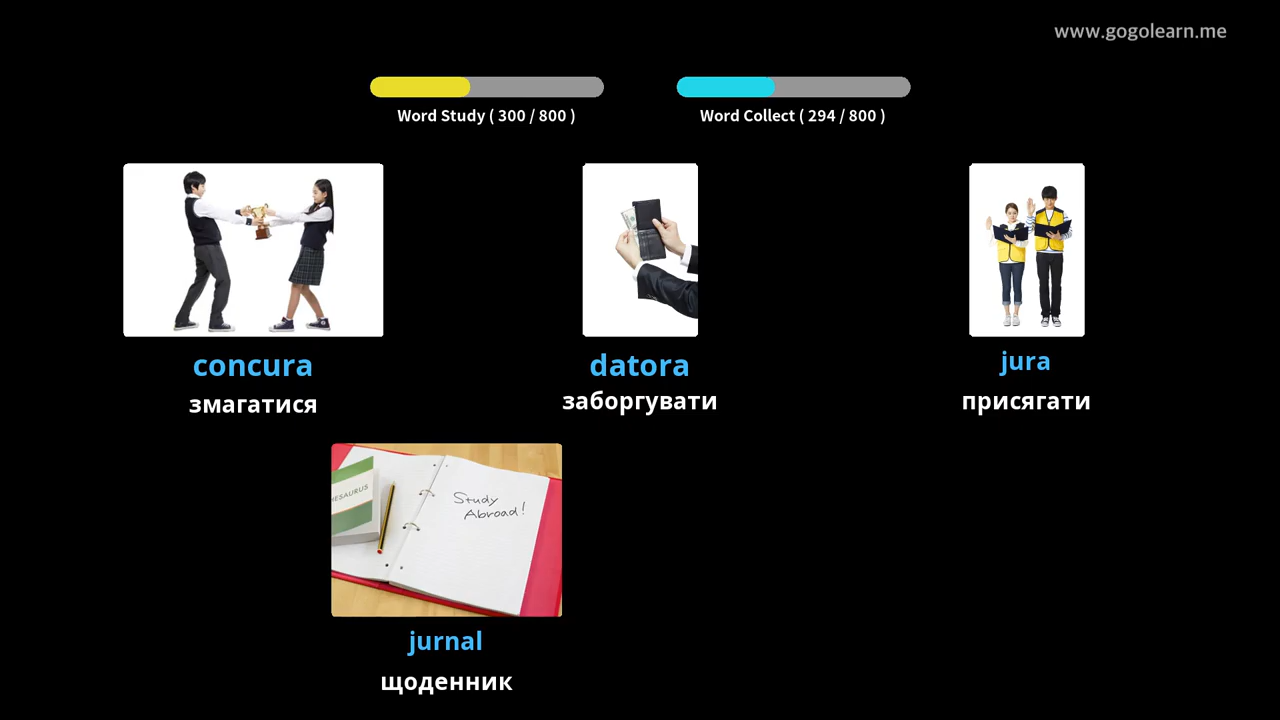 www.gogolearn.me
Word Study ( 300 / 800 )
Word Collect ( 294 / 800 )
concura
змагатися
datora
заборгувати
jura
присягати
HESAURUS
Study
Abroad!
jurnal
щоденник